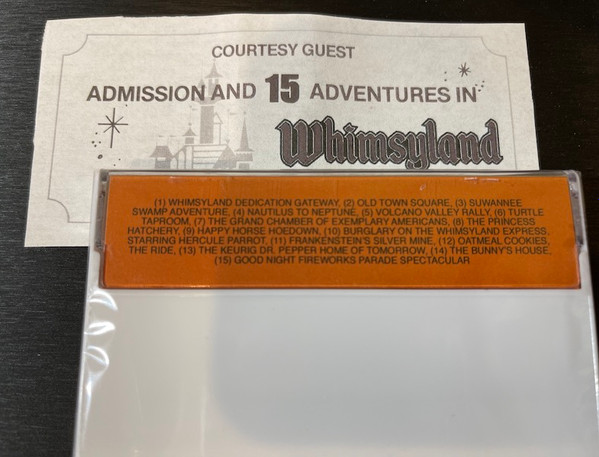 COURTESY GUEST
ADMISSION AND 15 ADVENTURES IN
Whimsyland
(1) WHIMSYLAND DEDICATION GATEWAY, (2) OLD TOWN SQUARE, (3) SUWANNEE
SWAMP ADVENTURE, (4) NAUTILUS TO NEPTUNE, (5) VOLCANO VALLEY RALLY, (6) TURTLE
TAPROOM, (7) THE GRAND CHAMBER OF EXEMPLARY AMERICANS, (8) THE PRINCESS
HATCHERY, (9) HAPPY HORSE HOEDOWN, (10) BURGLARY ON THE WHIMSYLAND EXPRESS,
STARRING HERCULE PARROT, (11) FRANKENSTEIN'S SILVER MINE, (12) OATMEAL COOKIES,
THE RIDE, (13) THE KEURIG DR. PEPPER HOME OF TOMORROW, (14) THE BUNNY'S HOUSE,
(15) GOOD NIGHT FIREWORKS PARADE SPECTACULAR